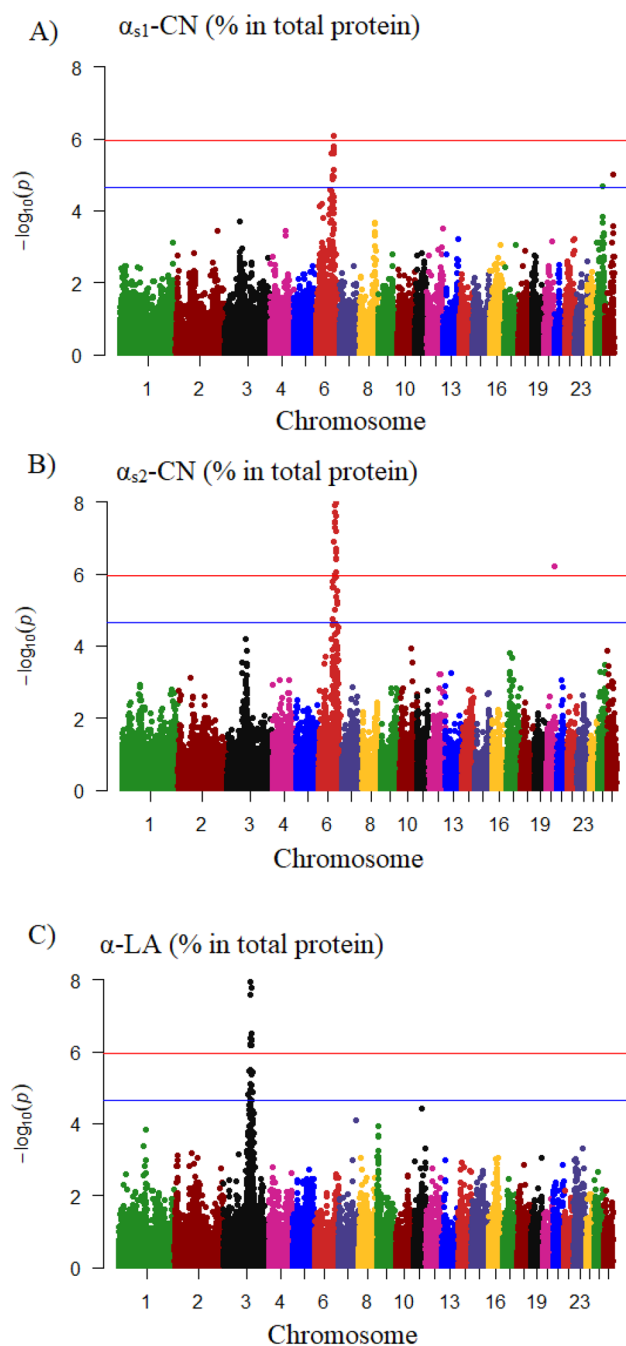 A) αs1-CN (% in total protein)
8
6
4
2
0
−log10(p)
1 2 3 4 6 8 10 13 16 19 23
Chromosome
B) αs2-CN (% in total protein)
8
6
4
2
0
−log10(p)
1 2 3 4 6 8 10 13 16 19 23
Chromosome
C) α-LA (% in total protein)
8
6
4
2
0
−log10(p)
1 2 3 4 6 8 10 13 16 19 23
Chromosome